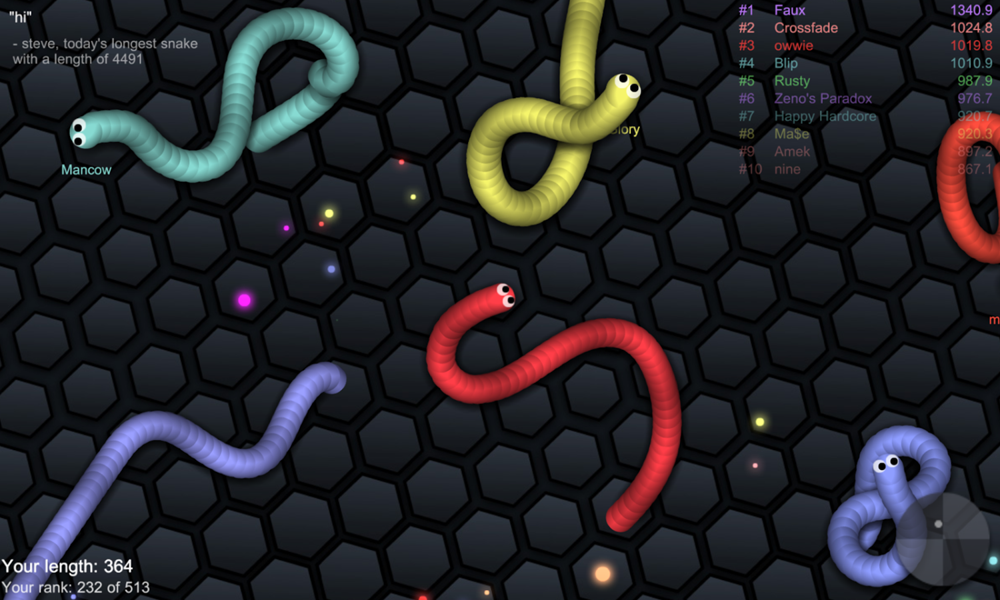 "hi"
- steve, today's longest snake
with a length of 4491
#1 Faux 1340.9
#2 Crossfade 1024.8
#3 owwie 1019.8
#4 Blip 1010.9
#5 Rusty 987.9
#6 Zeno's Paradox 976.7
#7 Happy Hardcore 920.7
#8 Ma$e 920.3
#9 Amek 897.2
#10 nine 867.1
Mancow
Your length: 364
Your rank: 232 of 513